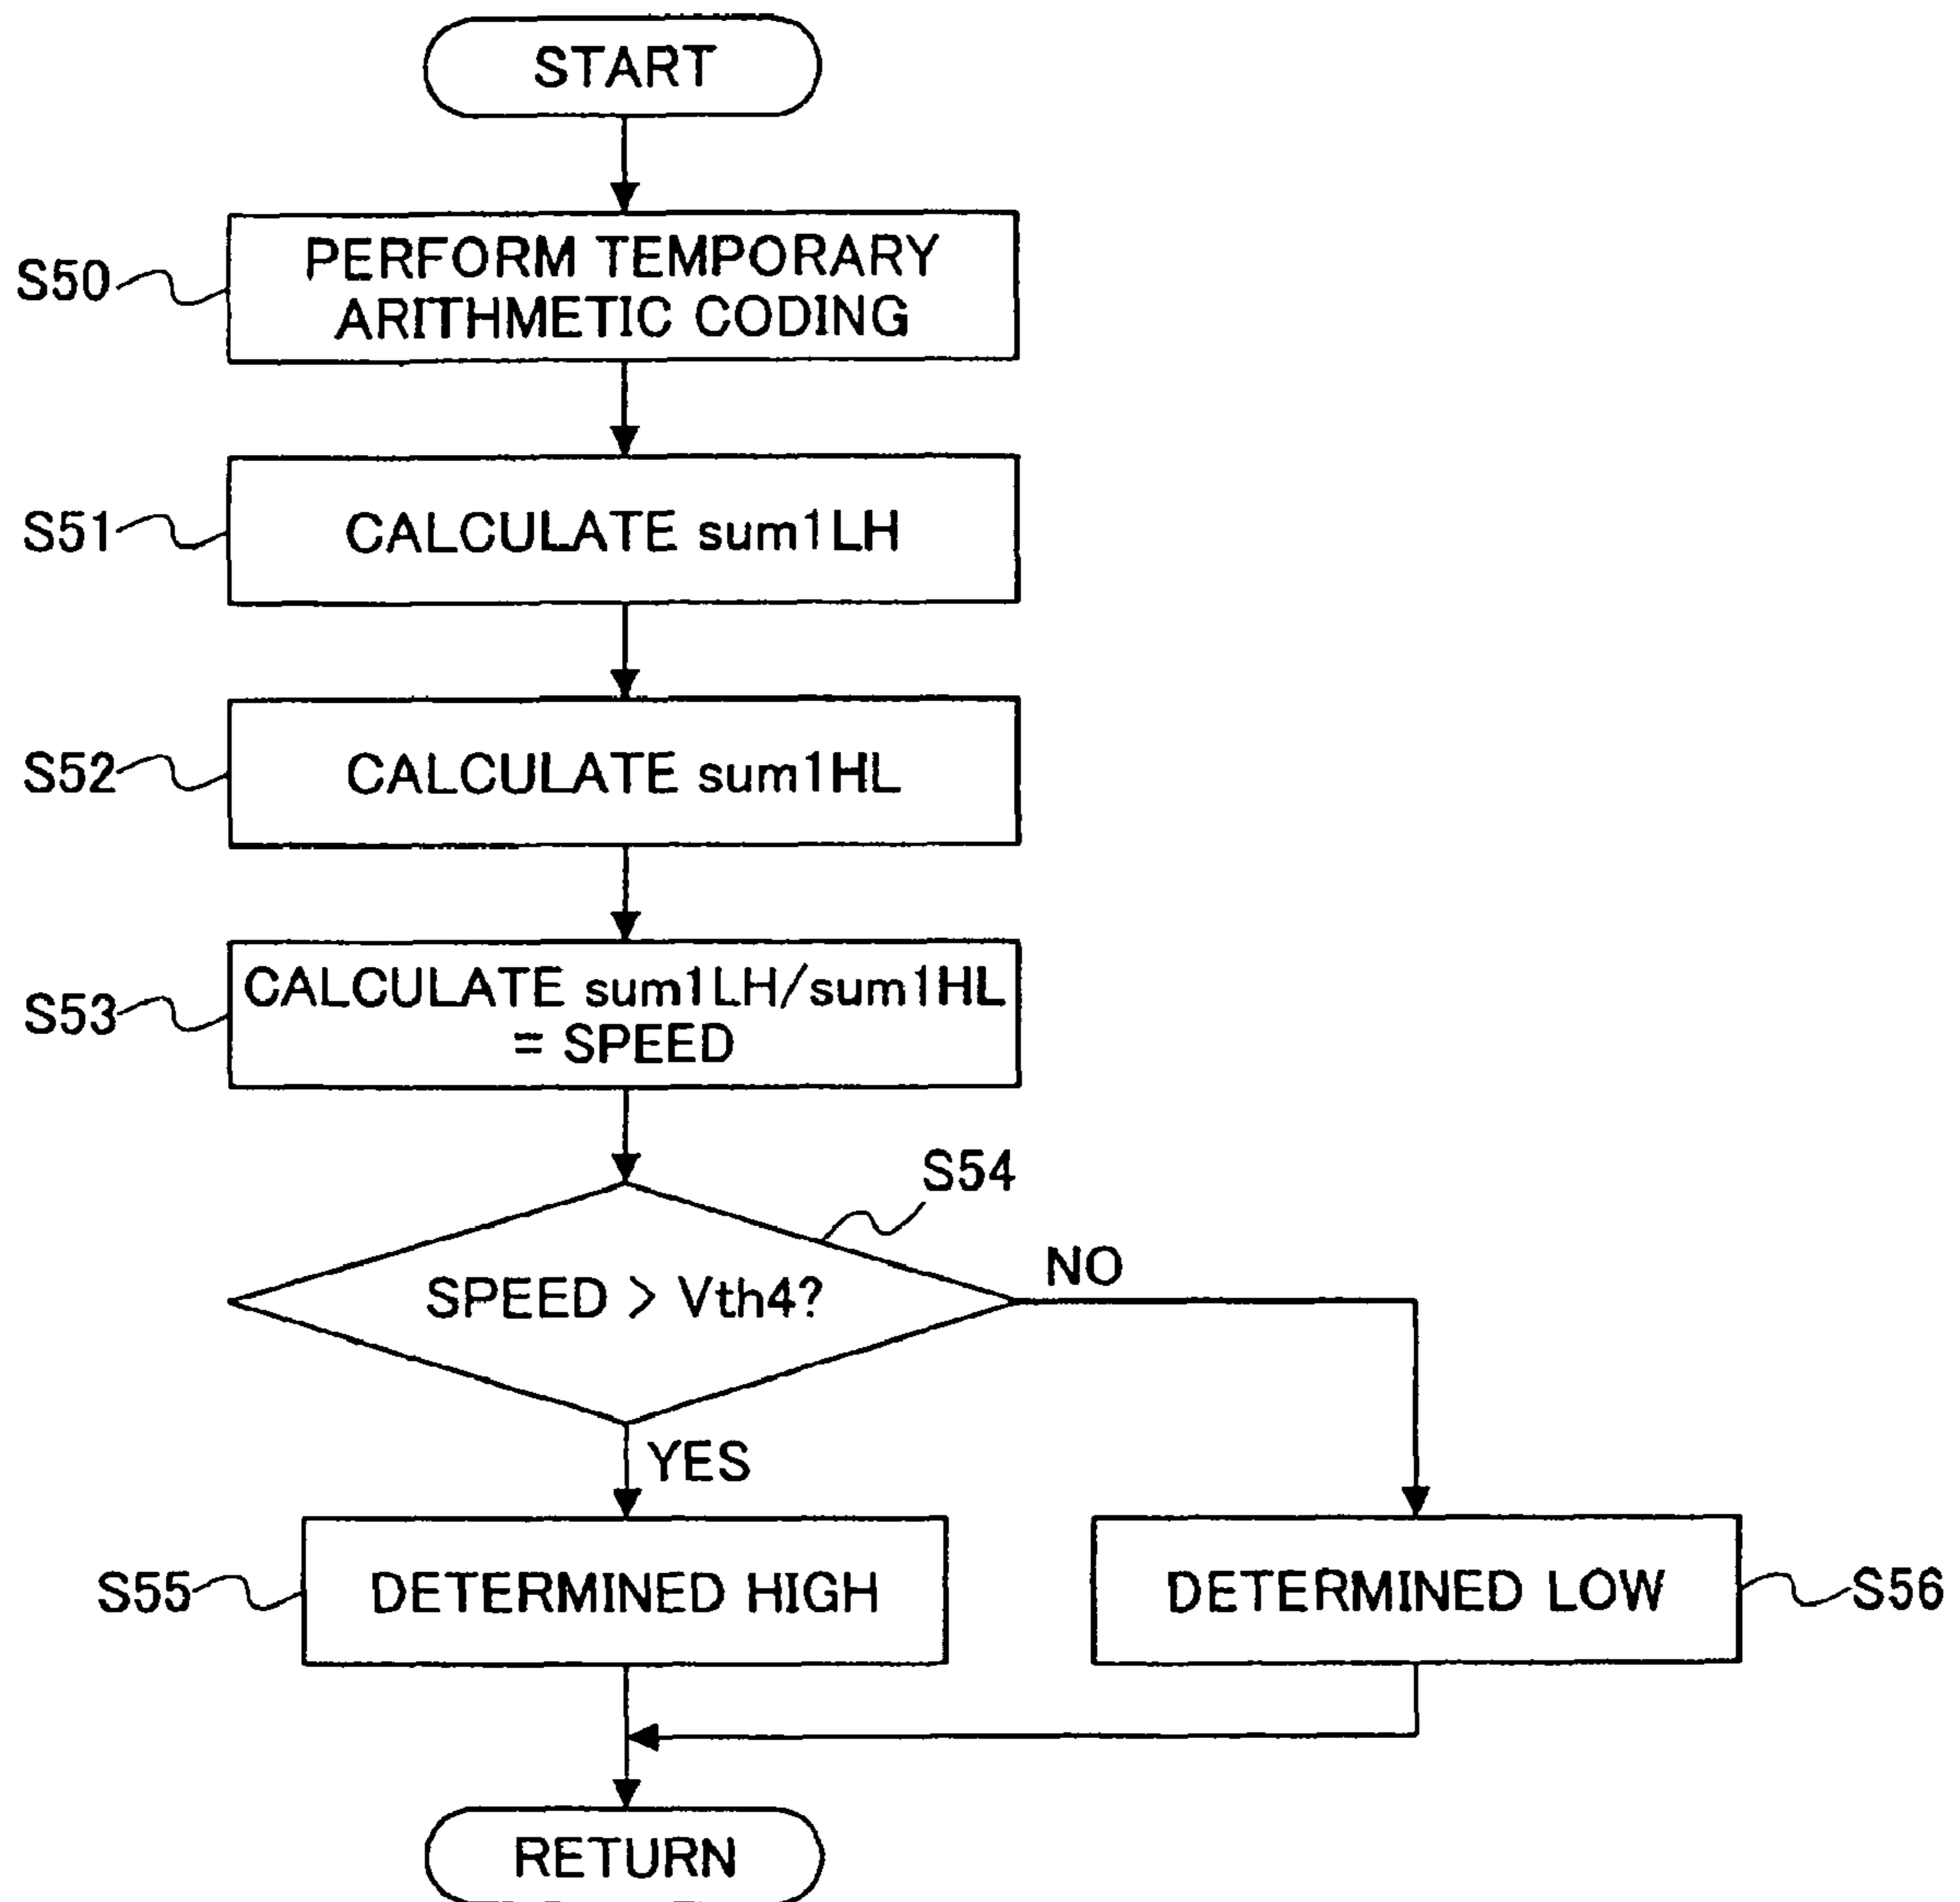 START
S50
PERFORM TEMPORARY
ARITHMETIC CODING
S51
CALCULATE sum1LH
S52
CALCULATE sum1HL
S53
CALCULATE sum1LH/sum1HL
= SPEED
S54
SPEED > Vth4?
NO
YES
S55
DETERMINED HIGH
DETERMINED LOW
S56
RETURN